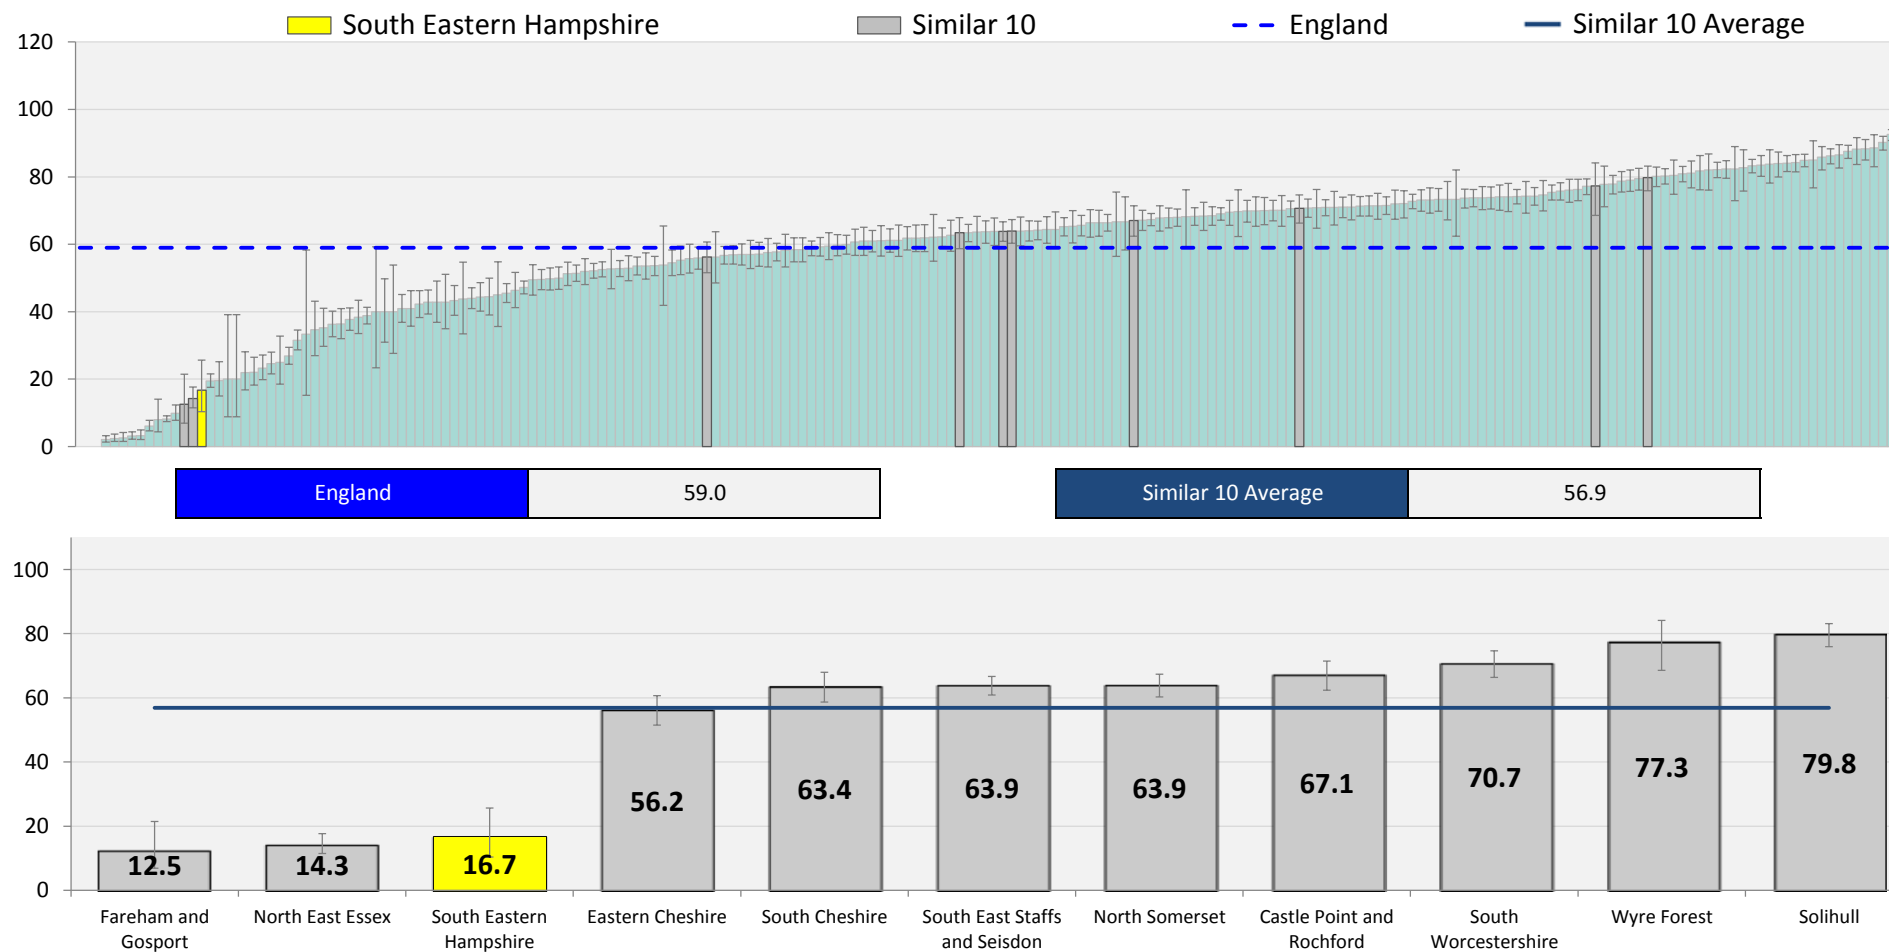 South Eastern Hampshire Similar 10 England Similar 10 Average
120
100
80
60
40
20
0
England 59.0 Similar 10 Average 56.9
100
80
60
40
20
0
12.5 14.3 16.7 56.2 63.4 63.9 63.9 67.1 70.7 77.3 79.8
Fareham and North East Essex South Eastern Eastern Cheshire South Cheshire South East Staffs North Somerset Castle Point and South Wyre Forest Solihull
Gosport Hampshire and Seisdon Rochford Worcestershire